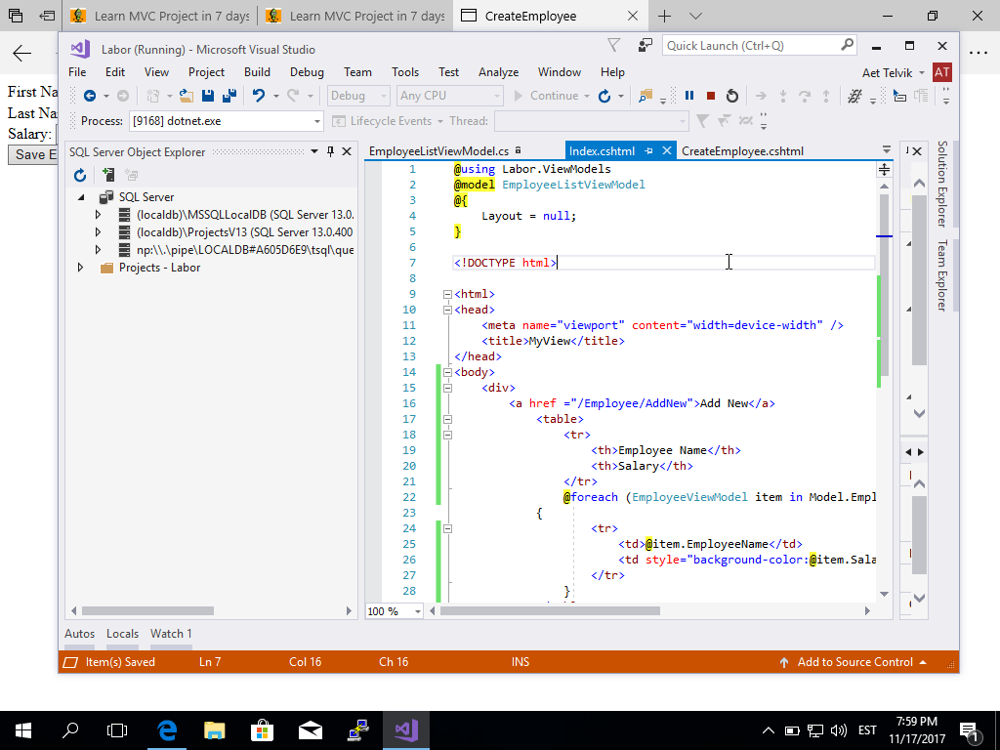 Learn MVC Project in 7 days
Learn MVC Project in 7 days
CreateEmployee
First Na
Last Na
Salary:
Save E
Labor (Running) - Microsoft Visual Studio
Quick Launch (Ctrl+Q)
File Edit View Project Build Debug Team Tools Test Analyze Window Help
Aet Telvik AT
Debug Any CPU Continue
Process: [9168] dotnet.exe Lifecycle Events Thread:
SQL Server Object Explorer
SQL Server
(localdb)\MSSQLLocalDB (SQL Server 13.0.
(localdb)\ProjectsV13 (SQL Server 13.0.400
np:\\.\pipe\LOCALDB#A605D6E9\tsql\que
Projects - Labor
EmployeeListViewModel.cs Index.cshtml CreateEmployee.cshtml
1 @using Labor.ViewModels
2 @model EmployeeListViewModel
3 @{
4 Layout = null;
5 }
6
7 <!DOCTYPE html>
8
9 <html>
10 <head>
11 <meta name="viewport" content="width=device-width" />
12 <title>MyView</title>
13 </head>
14 <body>
15 <div>
16 <a href ="/Employee/AddNew">Add New</a>
17 <table>
18 <tr>
19 <th>Employee Name</th>
20 <th>Salary</th>
21 </tr>
22 @foreach (EmployeeViewModel item in Model.Empl
23 {
24 <tr>
25 <td>@item.EmployeeName</td>
26 <td style="background-color:@item.Sala
27 </tr>
28 }
100 %
Solution Explorer
Team Explorer
Autos Locals Watch 1
Item(s) Saved Ln 7 Col 16 Ch 16 INS Add to Source Control
EST
7:59 PM
11/17/2017
1